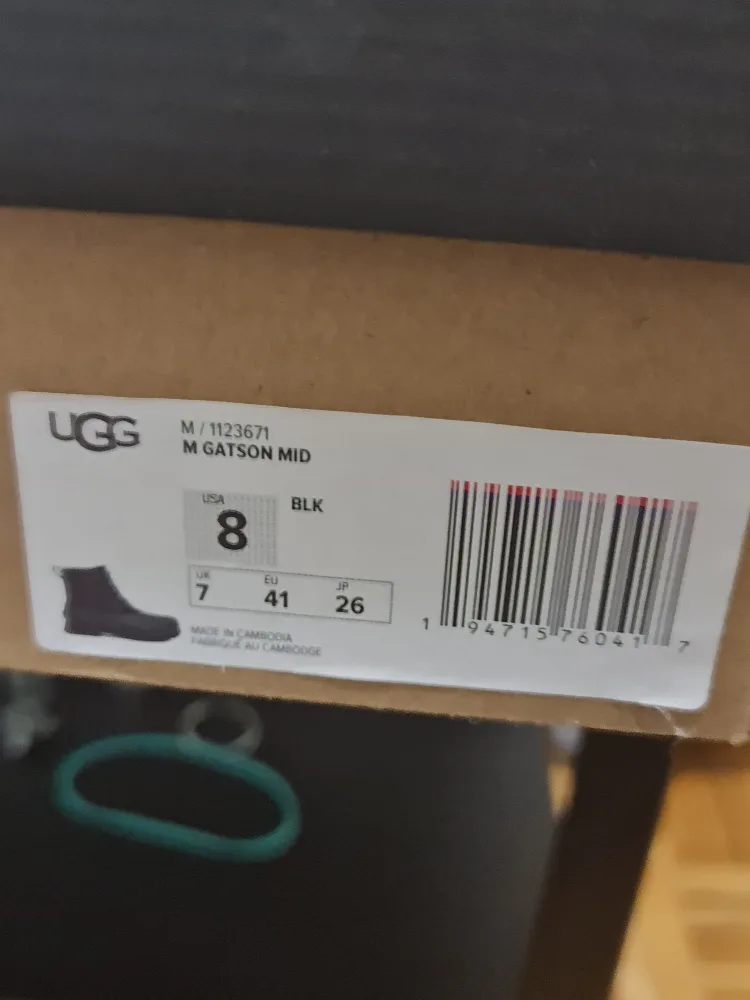 UGG
M / 1123671
M GATSON MID
USA
8
BLK
UK EU JP
7 41 26
MADE IN CAMBODIA
FABRIQUÉ AU CAMBODGE
1 94715 76041 7